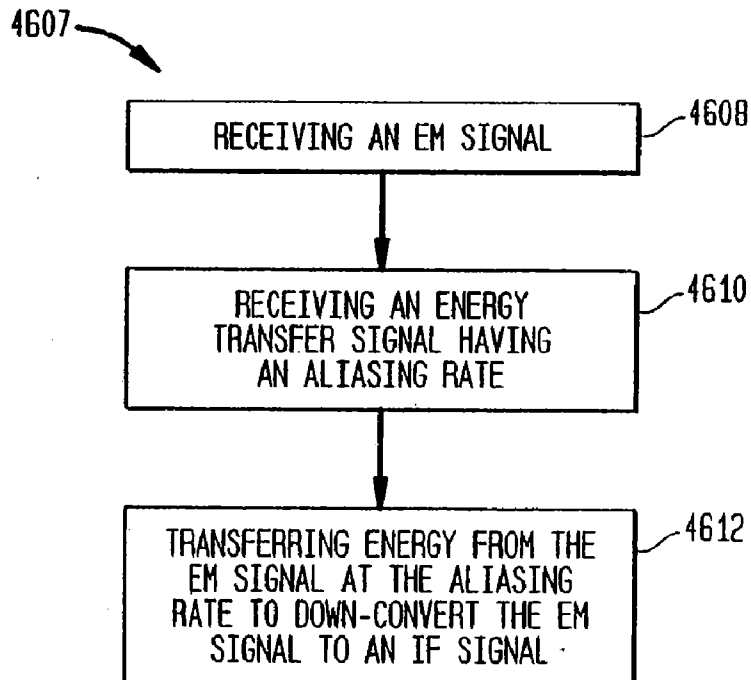 4607
RECEIVING AN EM SIGNAL
4608
RECEIVING AN ENERGY
TRANSFER SIGNAL HAVING
AN ALIASING RATE
4610
TRANSFERRING ENERGY FROM THE
EM SIGNAL AT THE ALIASING
RATE TO DOWN-CONVERT THE EM
SIGNAL TO AN IF SIGNAL
4612